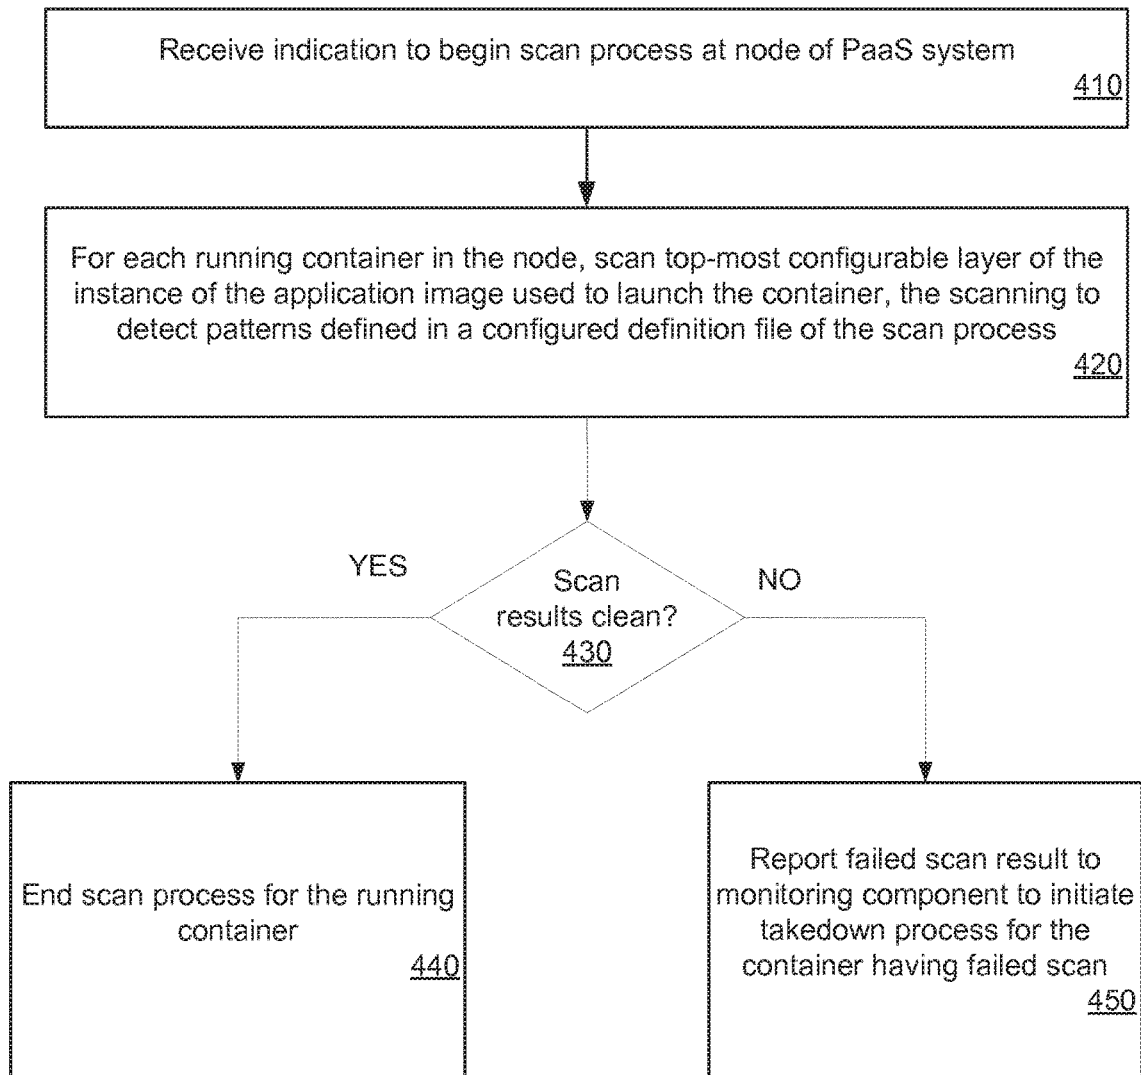 Receive indication to begin scan process at node of PaaS system
410
For each running container in the node, scan top-most configurable layer of the
instance of the application image used to launch the container, the scanning to
detect patterns defined in a configured definition file of the scan process
420
YES
NO
Scan
results clean?
430
End scan process for the running
container
440
Report failed scan result to
monitoring component to initiate
takedown process for the
container having failed scan
450